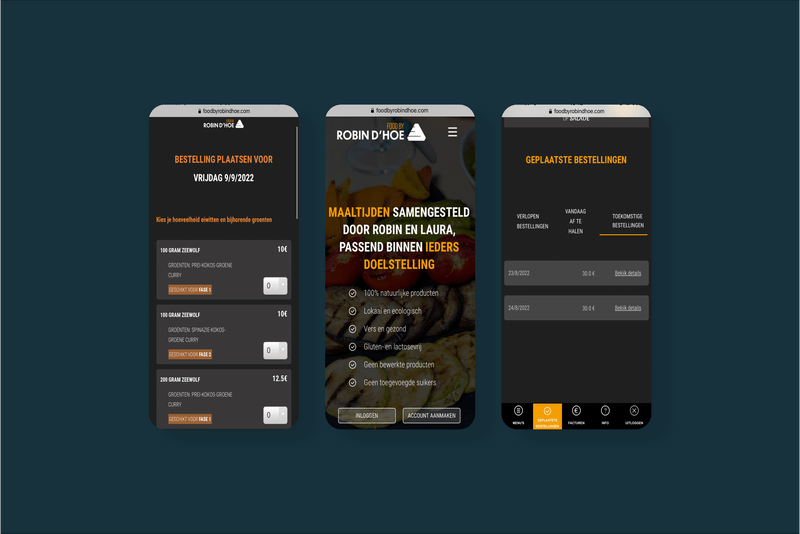 foodbyrobindhoe.com
ROBIN D'HOE
BESTELLING PLAATSEN VOOR
VRIJDAG 9/9/2022
Kies je hoeveelheid eiwitten en bijhorende groenten
100 GRAM ZEEWOLF 10€
GROENTEN: PREI-KOKOS-GROENE
CURRY
GESCHIKT VOOR FASE 1
0
100 GRAM ZEEWOLF 10€
GROENTEN: SPINAZIE-KOKOS-
GROENE CURRY
GESCHIKT VOOR FASE 2
0
200 GRAM ZEEWOLF 12.5€
GROENTEN: PREI-KOKOS-GROENE
CURRY
GESCHIKT VOOR FASE 1
0
foodbyrobindhoe.com
FOOD BY
ROBIN D'HOE
MAALTIJDEN SAMENGESTELD
DOOR ROBIN EN LAURA,
PASSEND BINNEN IEDERS
DOELSTELLING
100% natuurlijke producten
Lokaal en ecologisch
Vers en gezond
Gluten- en lactosevrij
Geen bewerkte producten
Geen toegevoegde suikers
INLOGGEN ACCOUNT AANMAKEN
foodbyrobindhoe.com
OF SALADE
GEPLAATSTE BESTELLINGEN
VERLOPEN
BESTELLINGEN
VANDAAG
AF TE
HALEN
TOEKOMSTIGE
BESTELLINGEN
23/8/2022 30.0 € Bekijk details
24/8/2022 30.0 € Bekijk details
MENU'S
GEPLAATSTE
BESTELLINGEN
FACTUREN
INFO
UITLOGGEN